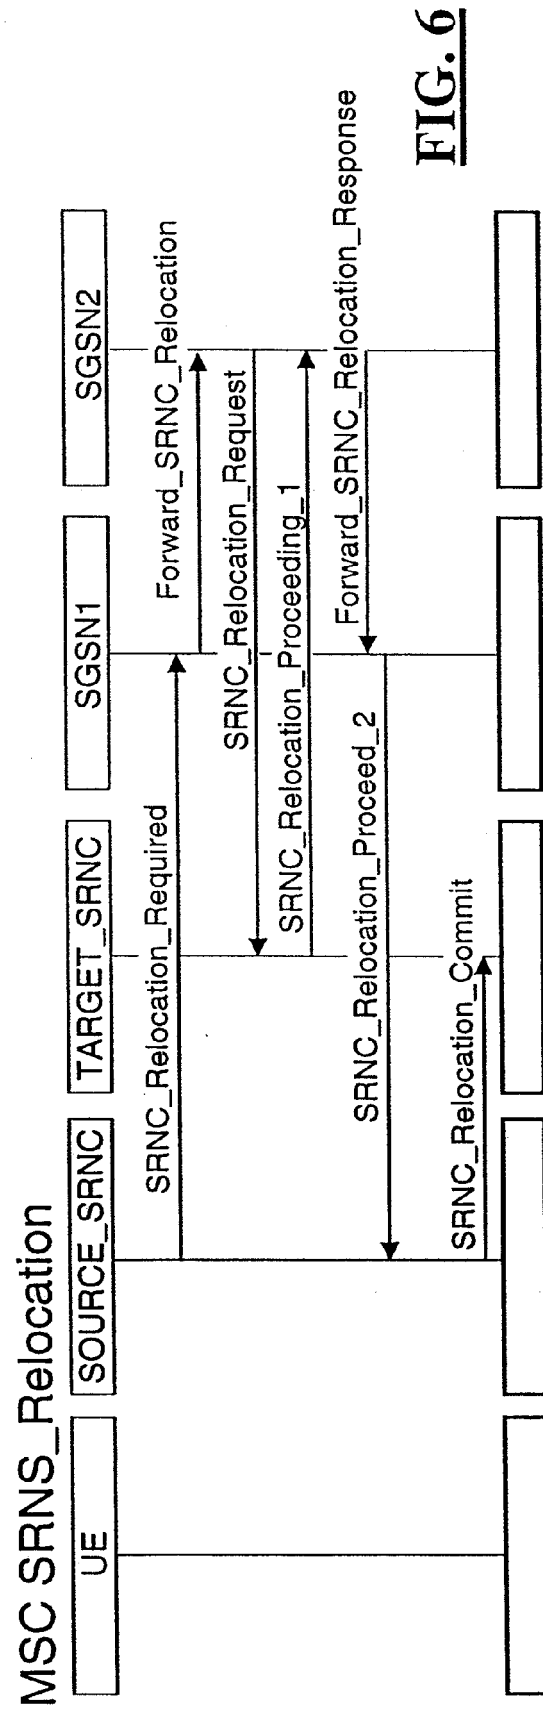 MSC SRNS_Relocation
UE
SOURCE_SRNC
TARGET_SRNC
SGSN1
SGSN2
SRNC_Relocation_Required
Forward_SRNC_Relocation
SRNC_Relocation_Request
SRNC_Relocation_Proceeding_1
Forward_SRNC_Relocation_Response
SRNC_Relocation_Proceed_2
SRNC_Relocation_Commit
FIG. 6